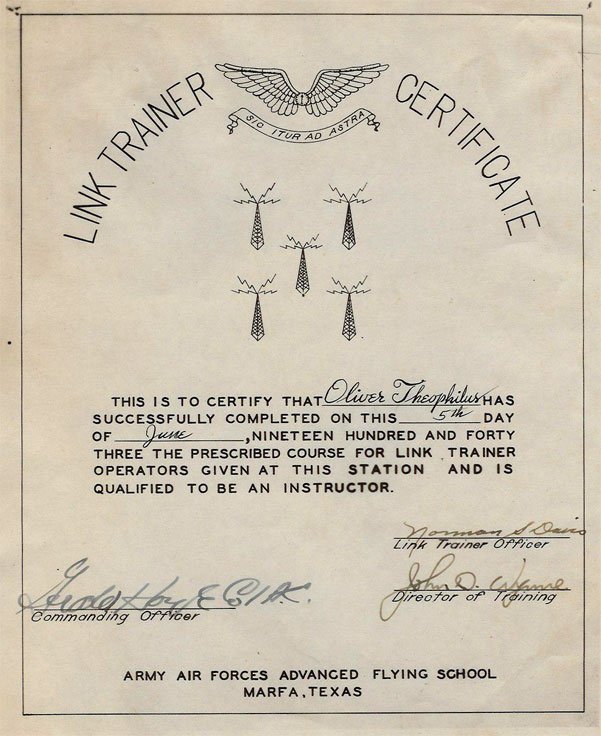 LINK TRAINER CERTIFICATE
SIC ITUR AD ASTRA
THIS IS TO CERTIFY THAT Oliver Theophilus HAS
SUCCESSFULLY COMPLETED ON THIS 5th DAY
OF June, NINETEEN HUNDRED AND FORTY
THREE THE PRESCRIBED COURSE FOR LINK TRAINER
OPERATORS GIVEN AT THIS STATION AND IS
QUALIFIED TO BE AN INSTRUCTOR.
Norman S Davis
Link Trainer Officer
John D. Wayne
Director of Training
Commanding Officer
ARMY AIR FORCES ADVANCED FLYING SCHOOL
MARFA, TEXAS